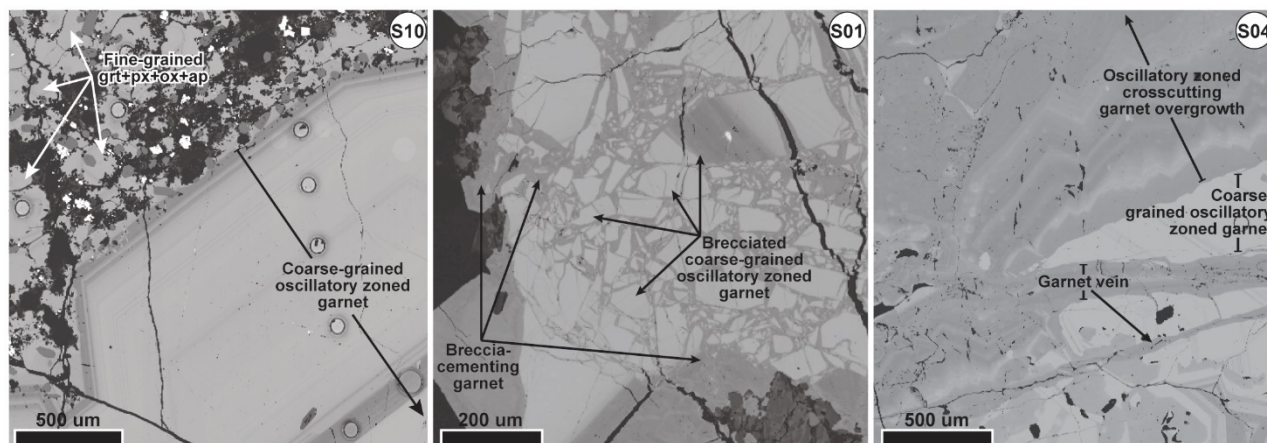 S10
Fine-grained
grt+px+ox+ap
Coarse-grained
oscillatory zoned
garnet
500 um
S01
Brecciated
coarse-grained
oscillatory zoned
garnet
Breccia-
cementing
garnet
200 um
S04
Oscillatory zoned
crosscutting
garnet overgrowth
Coarse
grained oscillatory
zoned garne
Garnet vein
500 um